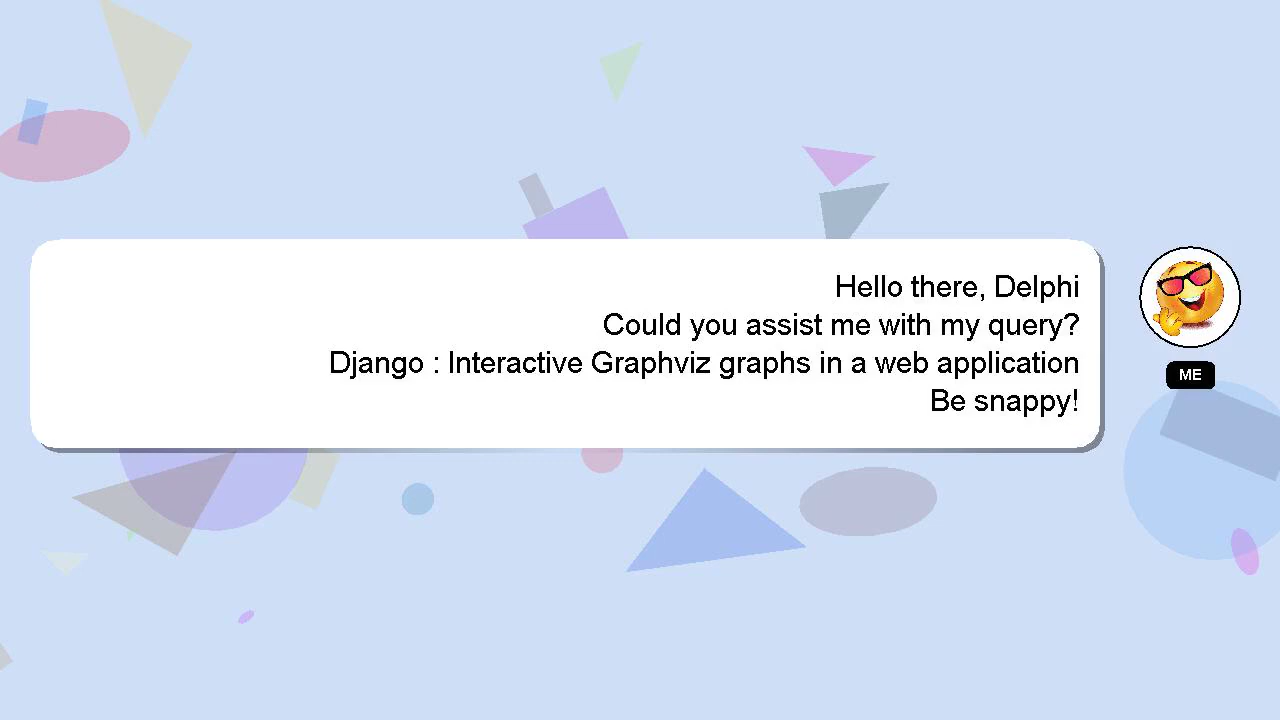 Hello there, Delphi
Could you assist me with my query?
Django : Interactive Graphviz graphs in a web application
Be snappy!
ME